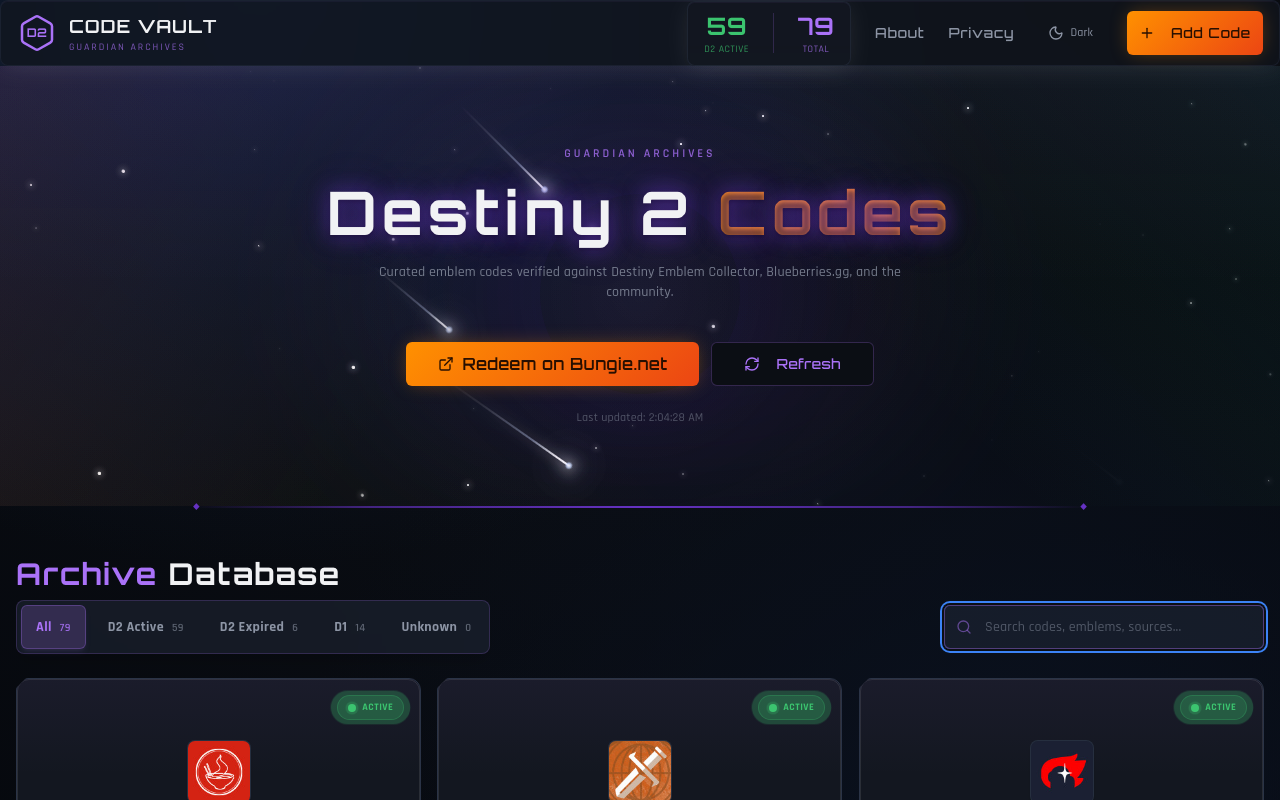 D2
CODE VAULT
GUARDIAN ARCHIVES
59
D2 ACTIVE
79
TOTAL
About
Privacy
Dark
+ Add Code
GUARDIAN ARCHIVES
Destiny 2 Codes
Curated emblem codes verified against Destiny Emblem Collector, Blueberries.gg, and the
community.
Redeem on Bungie.net
Refresh
Last updated: 2:04:28 AM
Archive Database
All 79
D2 Active 59
D2 Expired 6
D1 14
Unknown 0
Search codes, emblems, sources...
ACTIVE
ACTIVE
ACTIVE